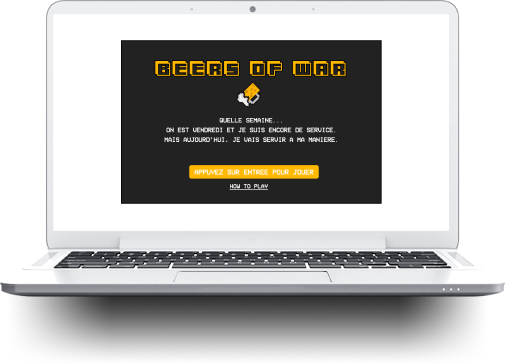 BEERS OF WAR
QUELLE SEMAINE...
ON EST VENDREDI ET JE SUIS ENCORE DE SERVICE.
MAIS AUJOURD'HUI, JE VAIS SERVIR A MA MANIERE.
APPUYEZ SUR ENTREE POUR JOUER
HOW TO PLAY